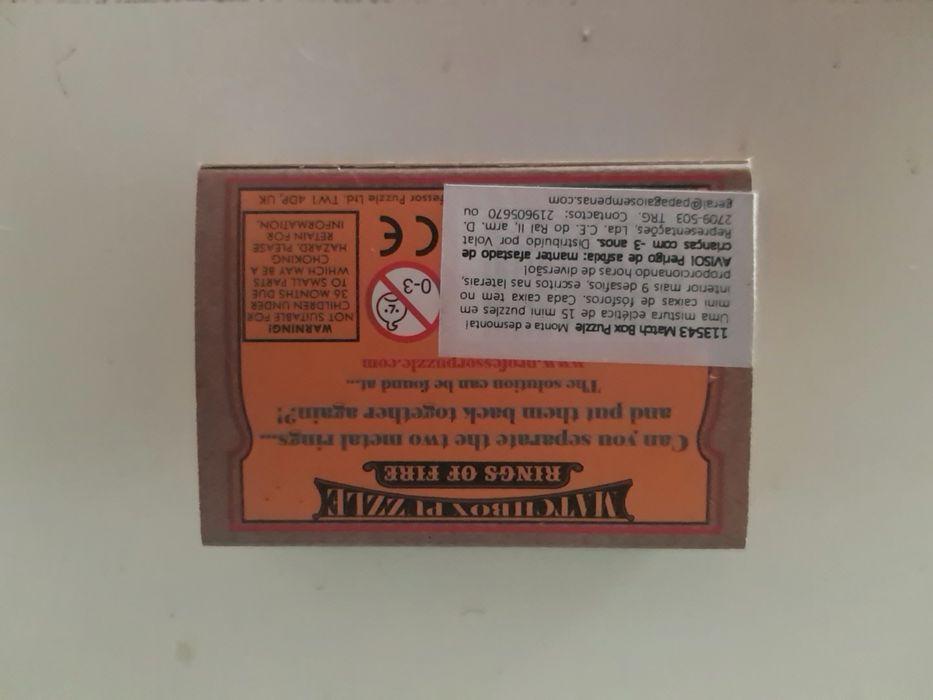 MATCHBOX PUZZLE
RINGS OF FIRE
Can you separate the two metal rings...
and put them back together again?!
The solution can be found at...
www.professorpuzzle.com
113543 Match Box Puzzle Monta e desmonta!
Uma mistura eclética de 15 mini puzzles em
mini caixas de fósforos. Cada caixa tem no
interior mais 9 desafios, escritos nas laterais,
proporcionando horas de diversão!
AVISO! Perigo de asfixia: manter afastado de
crianças com -3 anos. Distribuído por Volat
Representações, Lda. C.E. do Ral, II, arm. D.
2709-503 TRG. Contactos: 219605670 ou
geral@papagaiosempenas.com
0-3
CE
WARNING!
NOT SUITABLE FOR
CHILDREN UNDER
36 MONTHS DUE
TO SMALL PARTS
WHICH MAY BE A
CHOKING
HAZARD. PLEASE
RETAIN FOR
INFORMATION.
fessor Puzzle Ltd. TW1 4DP, UK